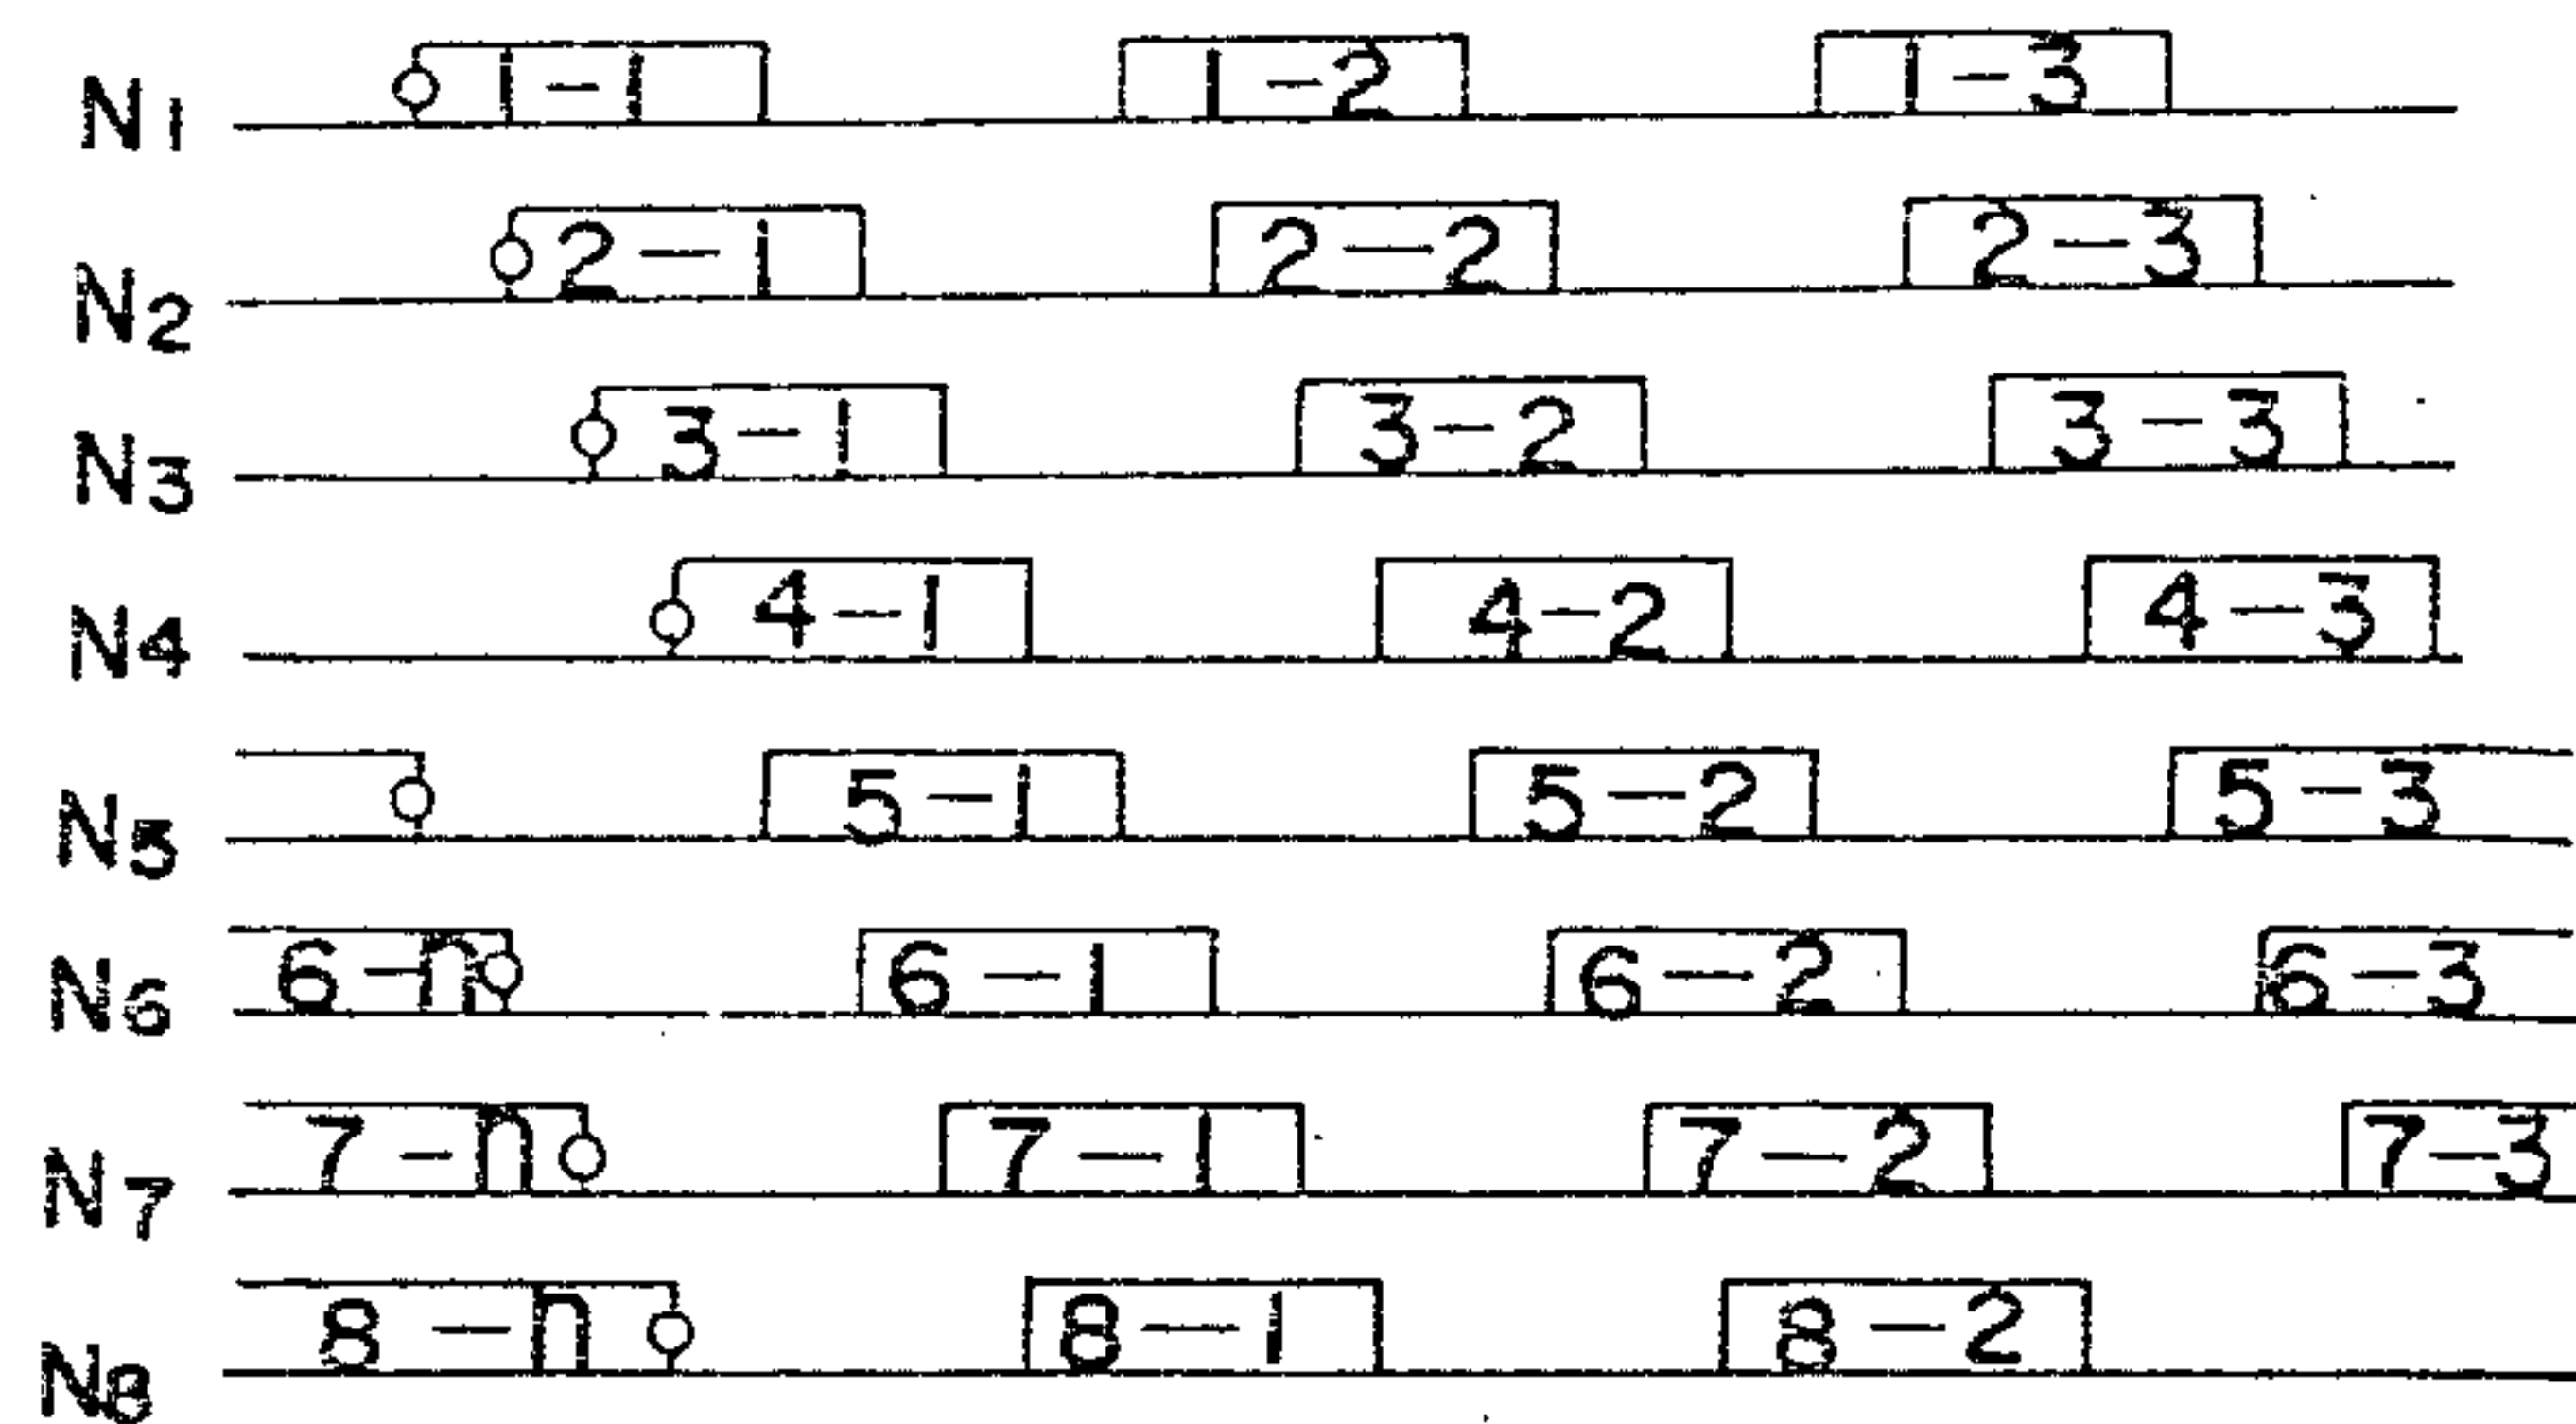 N1 1-1 1-2 1-3
N2 2-1 2-2 2-3
N3 3-1 3-2 3-3
N4 4-1 4-2 4-3
N5 5-1 5-2 5-3
N6 6-n 6-1 6-2 6-3
N7 7-n 7-1 7-2 7-3
N8 8-n 8-1 8-2